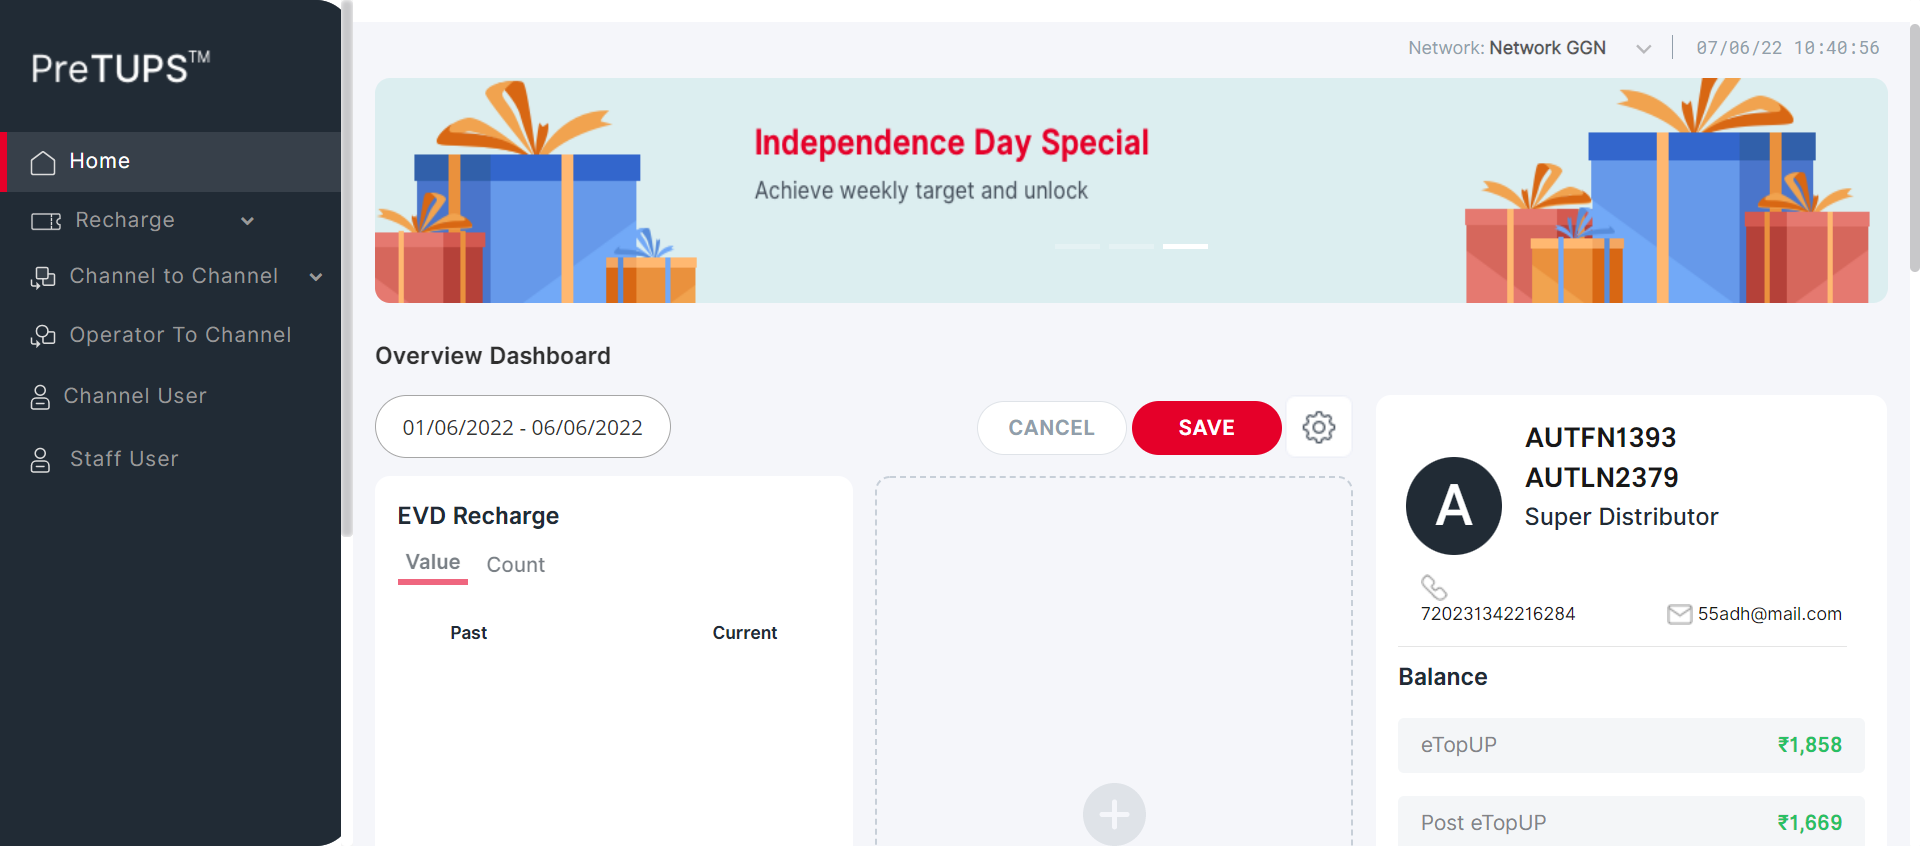 PreTUPS™
Home
Recharge
Channel to Channel
Operator To Channel
Channel User
Staff User
Network: Network GGN
07/06/22 10:40:56
Independence Day Special
Achieve weekly target and unlock
Overview Dashboard
01/06/2022 - 06/06/2022
CANCEL
SAVE
EVD Recharge
Value
Count
Past
Current
A
AUTFN1393
AUTLN2379
Super Distributor
720231342216284
55adh@mail.com
Balance
eTopUP
₹1,858
Post eTopUP
₹1,669